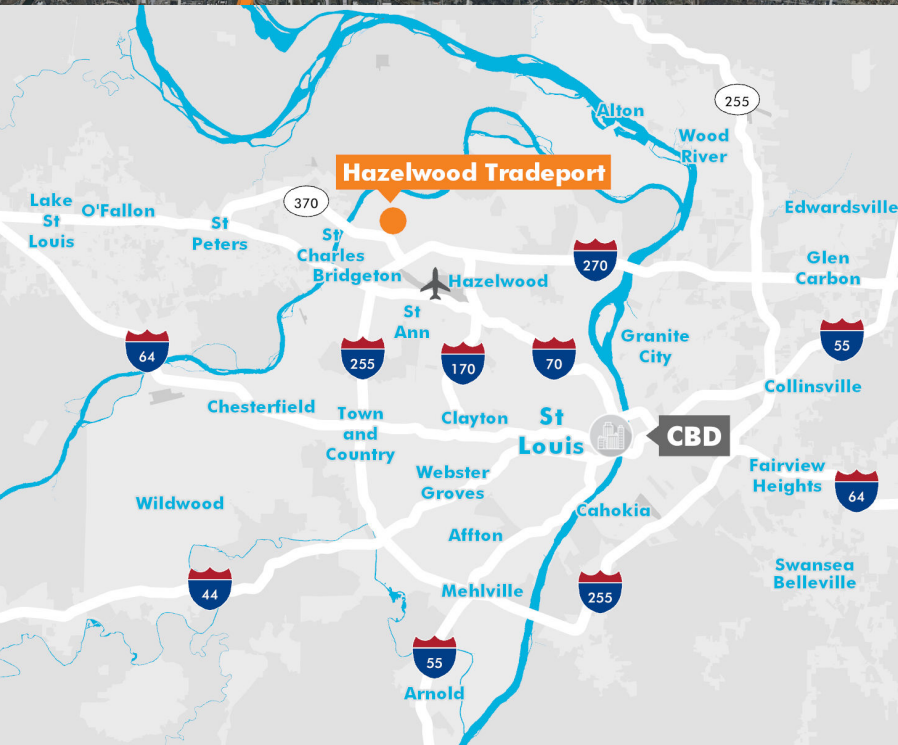 255
Alton
Wood
River
Hazelwood Tradeport
370
Lake
St
Louis
O'Fallon
St
Peters
Edwardsville
St
Charles
Bridgeton
270
Glen
Carbon
Hazelwood
St
Ann
64
255
170
70
Granite
City
55
Collinsville
Chesterfield
Town
and
Country
Clayton
St
Louis
CBD
Webster
Groves
Fairview
Heights
64
Wildwood
Cahokia
Affton
Swansea
Belleville
44
Mehlville
255
55
Arnold